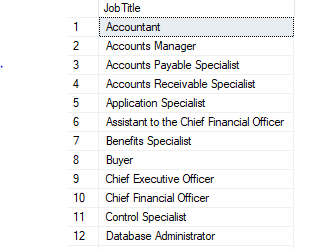 JobTitle
1 Accountant
2 Accounts Manager
3 Accounts Payable Specialist
4 Accounts Receivable Specialist
5 Application Specialist
6 Assistant to the Chief Financial Officer
7 Benefits Specialist
8 Buyer
9 Chief Executive Officer
10 Chief Financial Officer
11 Control Specialist
12 Database Administrator